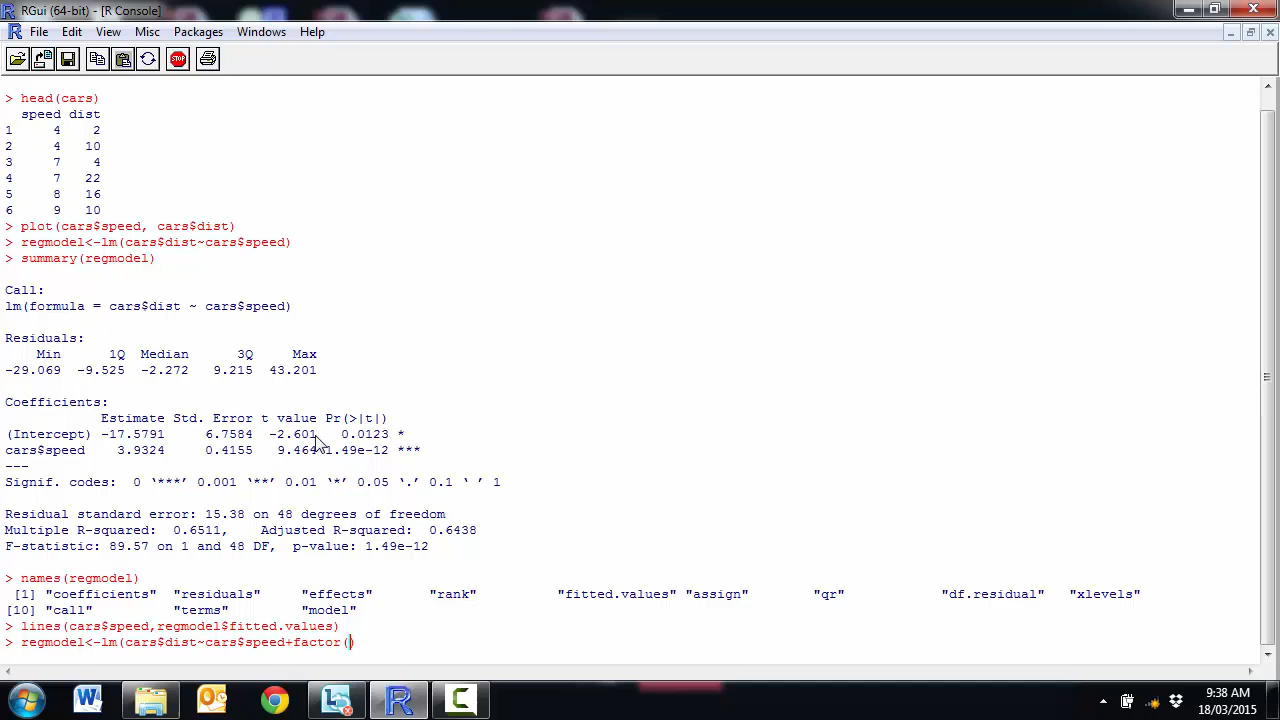 RGui (64-bit) - [R Console]
File Edit View Misc Packages Windows Help
STOP
> head(cars)
  speed dist
1     4    2
2     4   10
3     7    4
4     7   22
5     8   16
6     9   10
> plot(cars$speed, cars$dist)
> regmodel<-lm(cars$dist~cars$speed)
> summary(regmodel)
Call:
lm(formula = cars$dist ~ cars$speed)
Residuals:
    Min      1Q  Median      3Q     Max
-29.069  -9.525  -2.272   9.215  43.201
Coefficients:
            Estimate Std. Error t value Pr(>|t|)
(Intercept) -17.5791     6.7584  -2.601   0.0123 *
cars$speed    3.9324     0.4155   9.464 1.49e-12 ***
---
Signif. codes:  0 ‘***’ 0.001 ‘**’ 0.01 ‘*’ 0.05 ‘.’ 0.1 ‘ ’ 1
Residual standard error: 15.38 on 48 degrees of freedom
Multiple R-squared:  0.6511,    Adjusted R-squared:  0.6438
F-statistic: 89.57 on 1 and 48 DF,  p-value: 1.49e-12
> names(regmodel)
 [1] "coefficients"  "residuals"     "effects"       "rank"          "fitted.values" "assign"        "qr"            "df.residual"   "xlevels"
[10] "call"          "terms"         "model"
> lines(cars$speed,regmodel$fitted.values)
> regmodel<-lm(cars$dist~cars$speed+factor()
9:38 AM
18/03/2015